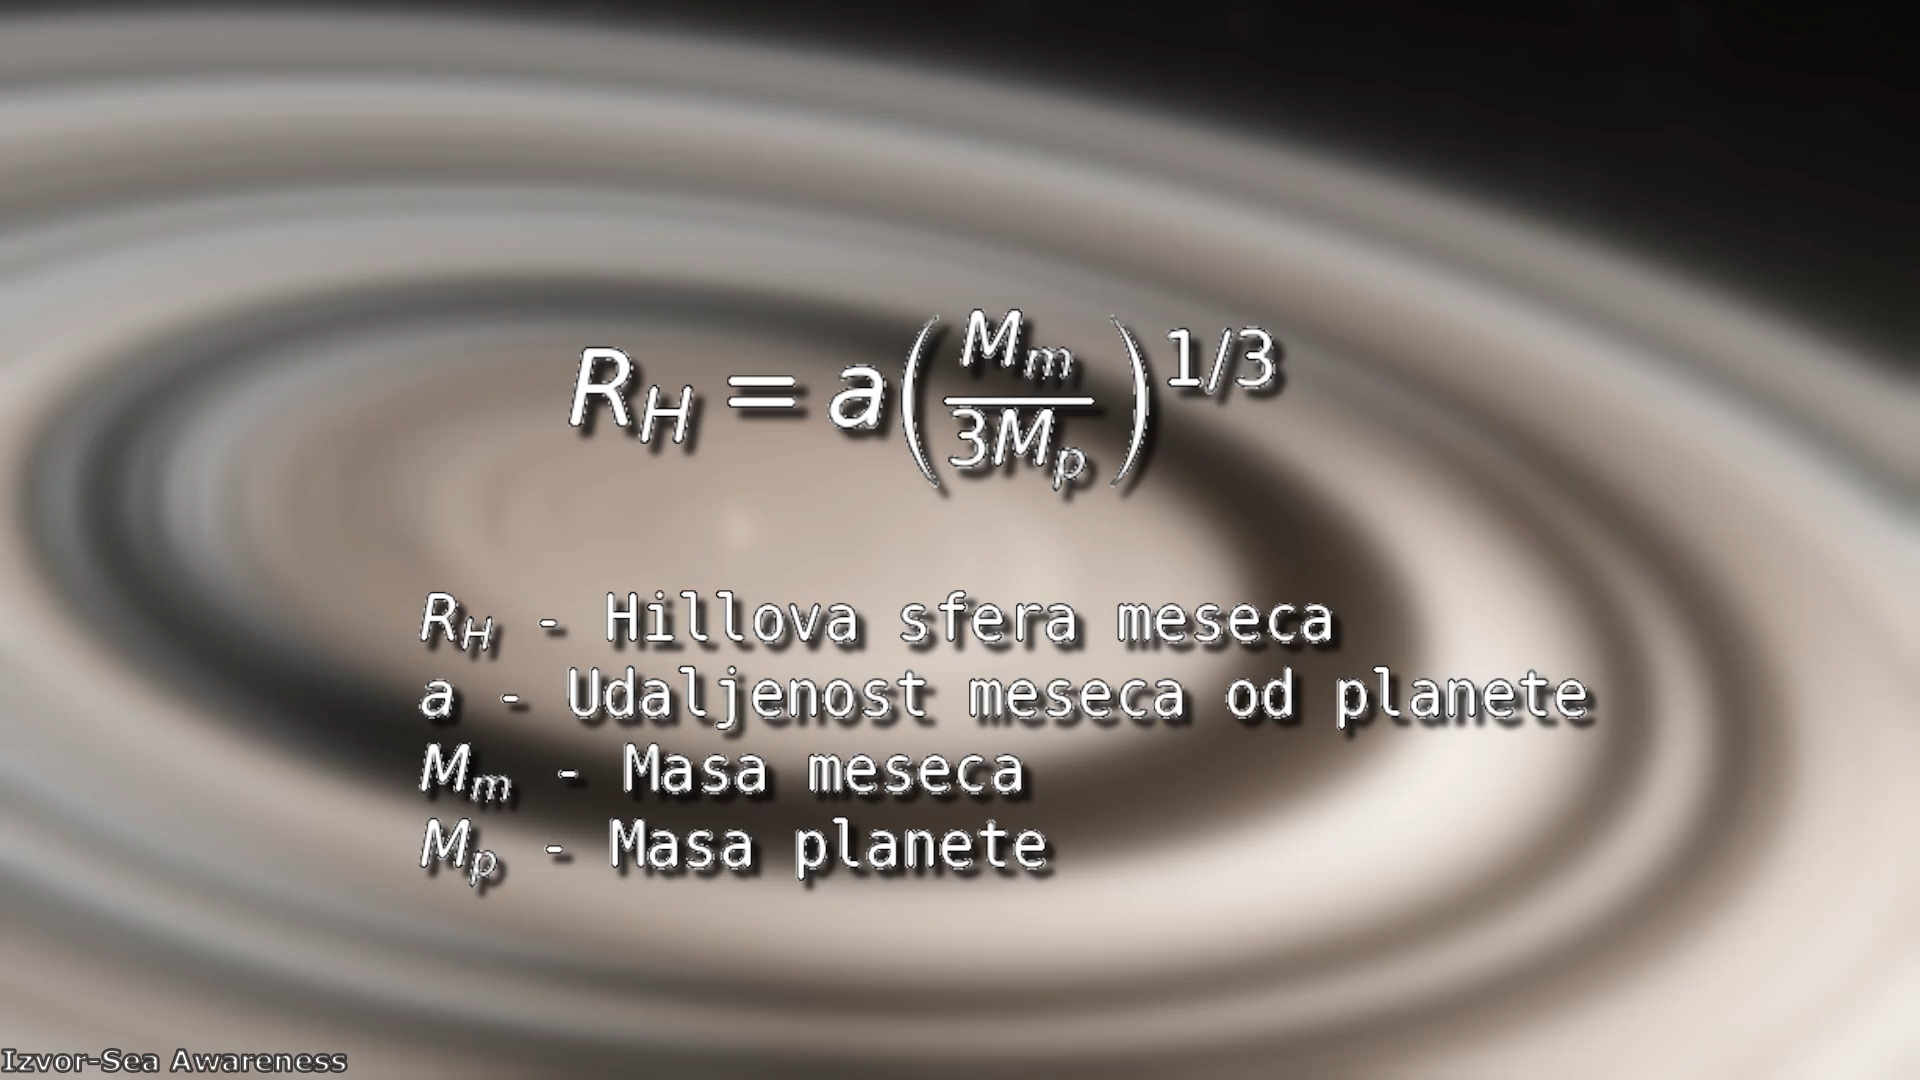 R_H = a(M_m / 3M_p)^1/3
R_H - Hillova sfera meseca
a - Udaljenost meseca od planete
M_m - Masa meseca
M_p - Masa planete
Izvor-Sea Awareness